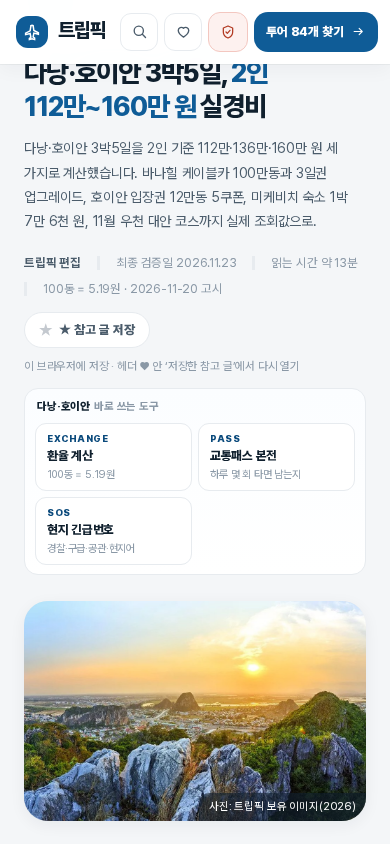 트립픽
투어 84개 찾기 →
다낭·호이안 3박5일, 2인
112만~160만 원 실경비
다낭·호이안 3박5일을 2인 기준 112만·136만·160만 원 세
가지로 계산했습니다. 바나힐 케이블카 100만동과 3일권
업그레이드, 호이안 입장권 12만동 5쿠폰, 미케비치 숙소 1박
7만 6천 원, 11월 우천 대안 코스까지 실제 조회값으로.
트립픽 편집 | 최종 검증일 2026.11.23 | 읽는 시간 약 13분
| 100동 = 5.19원 · 2026-11-20 고시
★ ★ 참고 글 저장
이 브라우저에 저장 · 헤더 ♥ 안 ‘저장한 참고 글’에서 다시 열기
다낭·호이안 바로 쓰는 도구
EXCHANGE
환율 계산
100동 = 5.19원
PASS
교통패스 본전
하루 몇 회 타면 남는지
SOS
현지 긴급번호
경찰·구급·공관·현지어
사진: 트립픽 보유 이미지(2026)